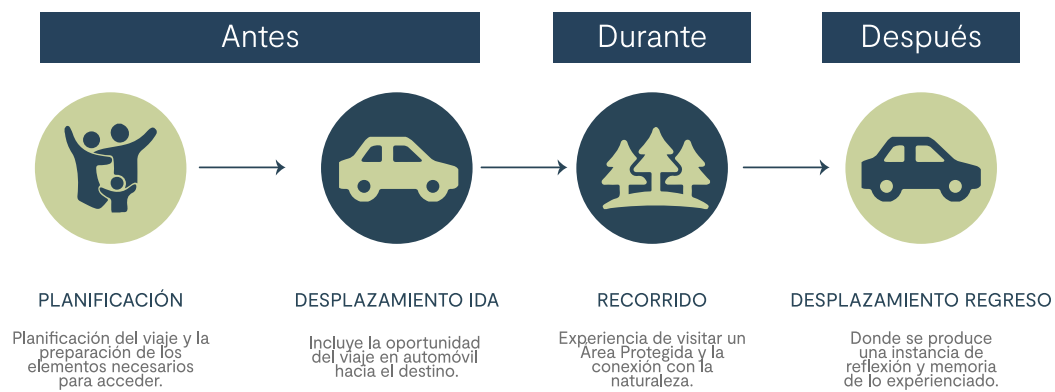 Antes
Durante
Después
PLANIFICACIÓN
Planificación del viaje y la
preparación de los
elementos necesarios
para acceder.
DESPLAZAMIENTO IDA
Incluye la oportunidad
del viaje en automóvil
hacia el destino.
RECORRIDO
Experiencia de visitar un
Área Protegida y la
conexión con la
naturaleza.
DESPLAZAMIENTO REGRESO
Donde se produce
una instancia de
reflexión y memoria
de lo experienciado.